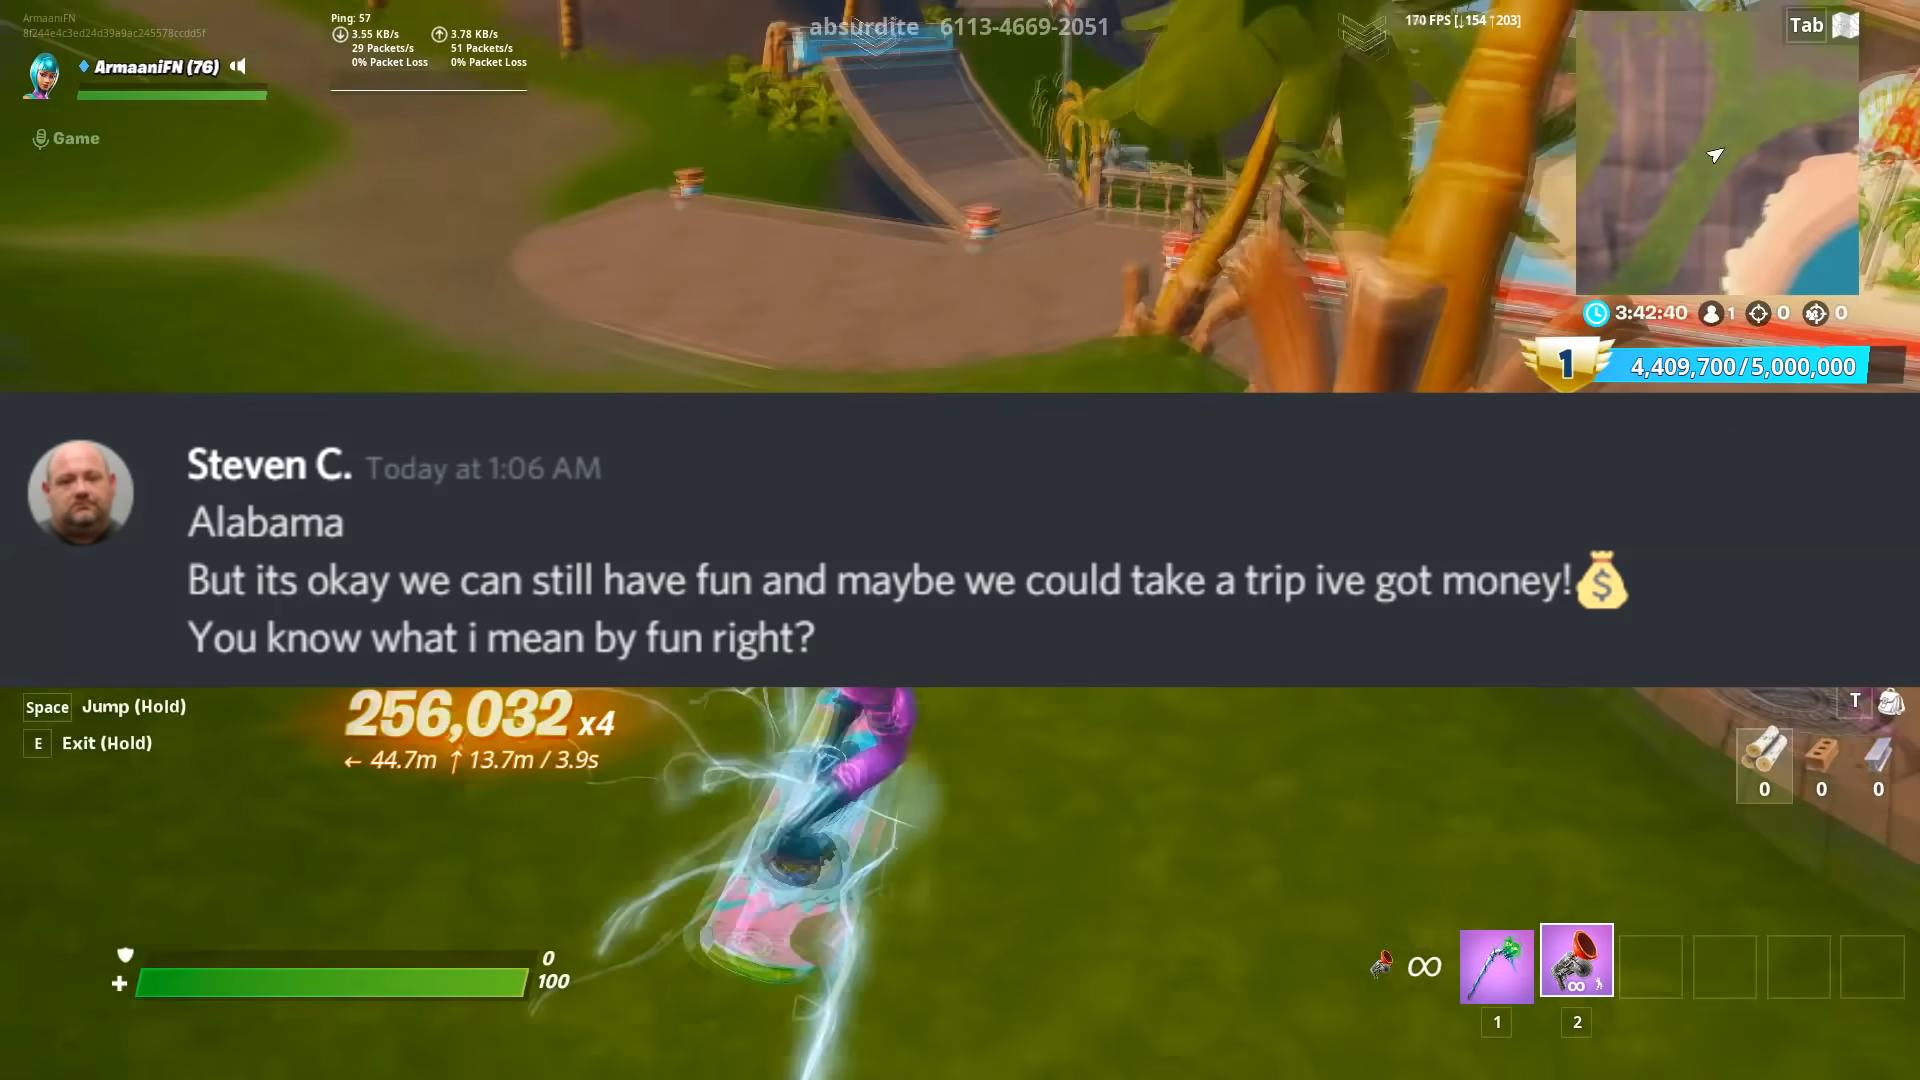 ArmaaniFN
8f244e4c3ed24d39a9ac245578ccdd5f
ArmaaniFN (76)
Game
Ping: 57
3.55 KB/s 3.78 KB/s
29 Packets/s 51 Packets/s
0% Packet Loss 0% Packet Loss
absurdite 6113-4669-2051
170 FPS [↓154 ↑203]
Tab
3:42:40 1 0 0
1 4,409,700/5,000,000
Steven C. Today at 1:06 AM
Alabama
But its okay we can still have fun and maybe we could take a trip ive got money!💰
You know what i mean by fun right?
Space Jump (Hold)
E Exit (Hold)
256,032 x4
← 44.7m ↑ 13.7m / 3.9s
T
0 0 0
0
100
∞
∞
1 2